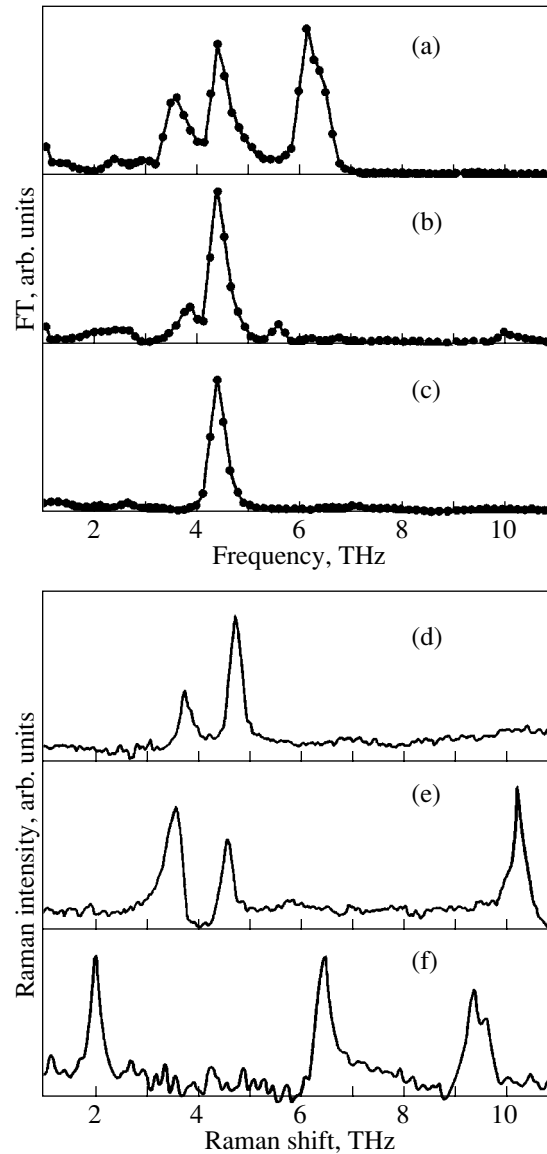 (a)
(b)
(c)
FT, arb. units
2 4 6 8 10
Frequency, THz
(d)
(e)
(f)
Raman intensity, arb. units
2 4 6 8 10
Raman shift, THz